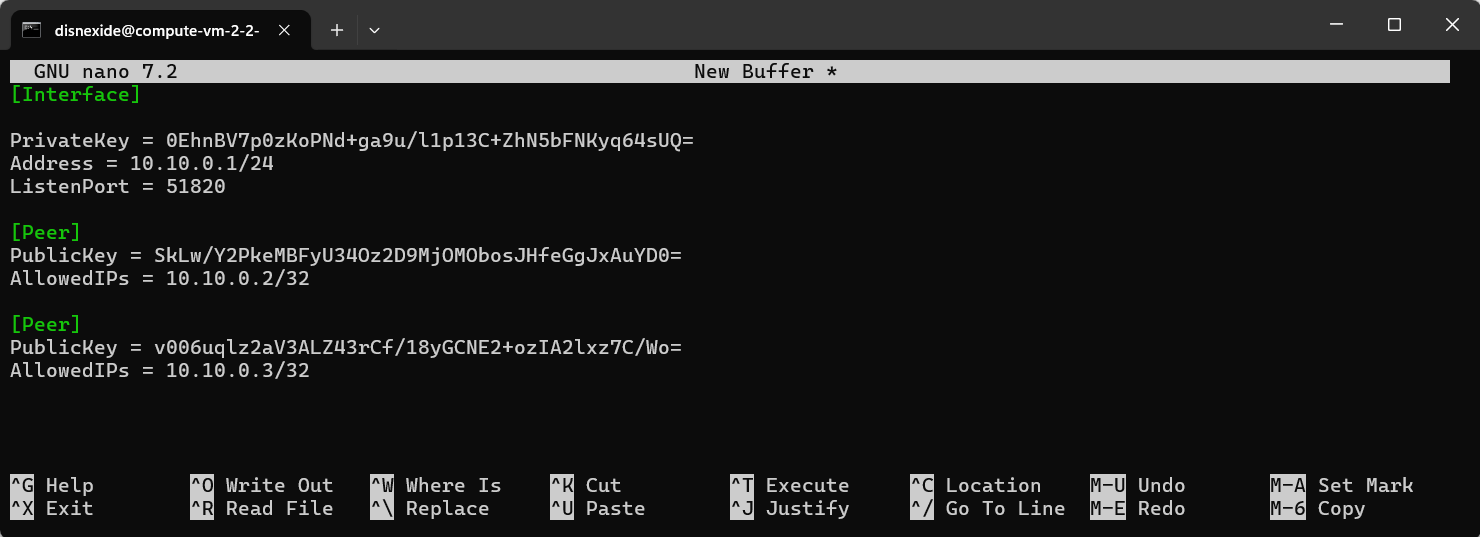 disnexide@compute-vm-2-2-
GNU nano 7.2 New Buffer *
[Interface]
PrivateKey = 0EhnBV7p0zKoPNd+ga9u/l1p13C+ZhN5bFNKyq64sUQ=
Address = 10.10.0.1/24
ListenPort = 51820
[Peer]
PublicKey = SkLw/Y2PkeMBFyU34Oz2D9MjOMObosJHfeGgJxAuYD0=
AllowedIPs = 10.10.0.2/32
[Peer]
PublicKey = v006uqlz2aV3ALZ43rCf/18yGCNE2+ozIA2lxz7C/Wo=
AllowedIPs = 10.10.0.3/32
^G Help ^O Write Out ^W Where Is ^K Cut ^T Execute ^C Location M-U Undo M-A Set Mark
^X Exit ^R Read File ^\ Replace ^U Paste ^J Justify ^/ Go To Line M-E Redo M-6 Copy